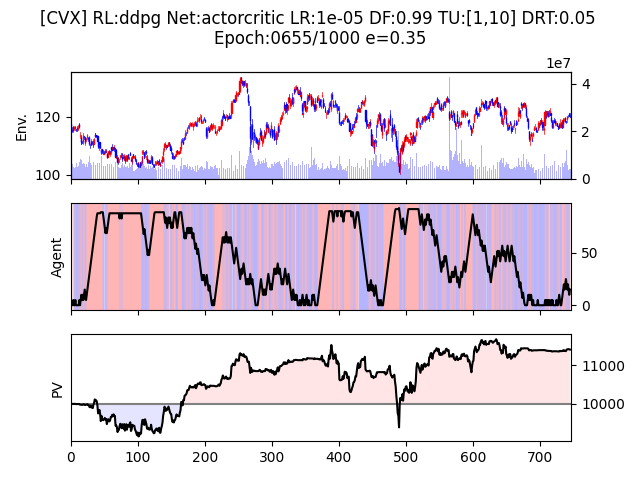 [CVX] RL:ddpg Net:actorcritic LR:1e-05 DF:0.99 TU:[1,10] DRT:0.05
Epoch:0655/1000 e=0.35
1e7
Env.
120
100
4
2
0
Agent
50
0
PV
11000
10000
0 100 200 300 400 500 600 700